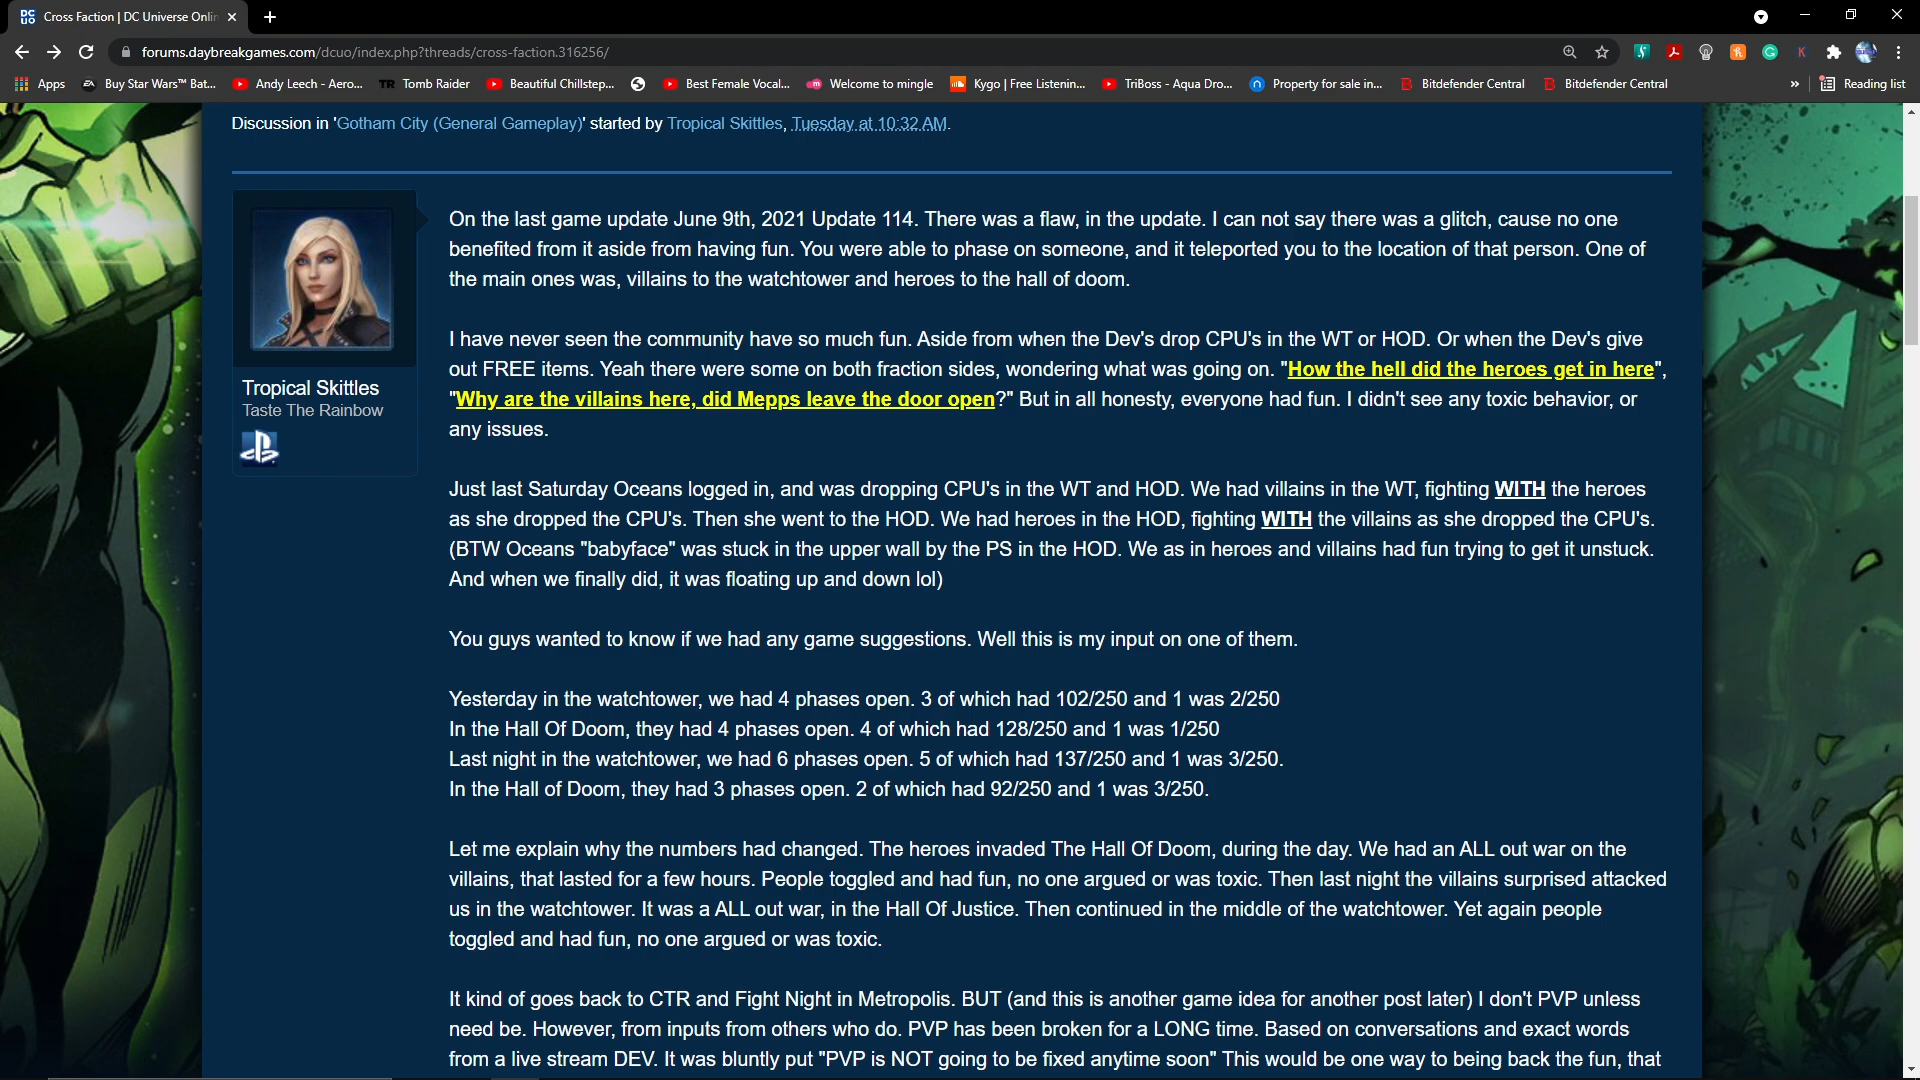 Cross Faction | DC Universe Onlin
forums.daybreakgames.com/dcuo/index.php?threads/cross-faction.316256/
Apps Buy Star Wars™ Bat... Andy Leech - Aero... TR Tomb Raider Beautiful Chillstep... Best Female Vocal... Welcome to mingle Kygo | Free Listenin... TriBoss - Aqua Dro... Property for sale in... Bitdefender Central Bitdefender Central » Reading list
Discussion in 'Gotham City (General Gameplay)' started by Tropical Skittles, Tuesday at 10:32 AM.
Tropical Skittles
Taste The Rainbow
On the last game update June 9th, 2021 Update 114. There was a flaw, in the update. I can not say there was a glitch, cause no one
benefited from it aside from having fun. You were able to phase on someone, and it teleported you to the location of that person. One of
the main ones was, villains to the watchtower and heroes to the hall of doom.
I have never seen the community have so much fun. Aside from when the Dev's drop CPU's in the WT or HOD. Or when the Dev's give
out FREE items. Yeah there were some on both fraction sides, wondering what was going on. "How the hell did the heroes get in here",
"Why are the villains here, did Mepps leave the door open?" But in all honesty, everyone had fun. I didn't see any toxic behavior, or
any issues.
Just last Saturday Oceans logged in, and was dropping CPU's in the WT and HOD. We had villains in the WT, fighting WITH the heroes
as she dropped the CPU's. Then she went to the HOD. We had heroes in the HOD, fighting WITH the villains as she dropped the CPU's.
(BTW Oceans "babyface" was stuck in the upper wall by the PS in the HOD. We as in heroes and villains had fun trying to get it unstuck.
And when we finally did, it was floating up and down lol)
You guys wanted to know if we had any game suggestions. Well this is my input on one of them.
Yesterday in the watchtower, we had 4 phases open. 3 of which had 102/250 and 1 was 2/250
In the Hall Of Doom, they had 4 phases open. 4 of which had 128/250 and 1 was 1/250
Last night in the watchtower, we had 6 phases open. 5 of which had 137/250 and 1 was 3/250.
In the Hall of Doom, they had 3 phases open. 2 of which had 92/250 and 1 was 3/250.
Let me explain why the numbers had changed. The heroes invaded The Hall Of Doom, during the day. We had an ALL out war on the
villains, that lasted for a few hours. People toggled and had fun, no one argued or was toxic. Then last night the villains surprised attacked
us in the watchtower. It was a ALL out war, in the Hall Of Justice. Then continued in the middle of the watchtower. Yet again people
toggled and had fun, no one argued or was toxic.
It kind of goes back to CTR and Fight Night in Metropolis. BUT (and this is another game idea for another post later) I don't PVP unless
need be. However, from inputs from others who do. PVP has been broken for a LONG time. Based on conversations and exact words
from a live stream DEV. It was bluntly put "PVP is NOT going to be fixed anytime soon" This would be one way to being back the fun, that